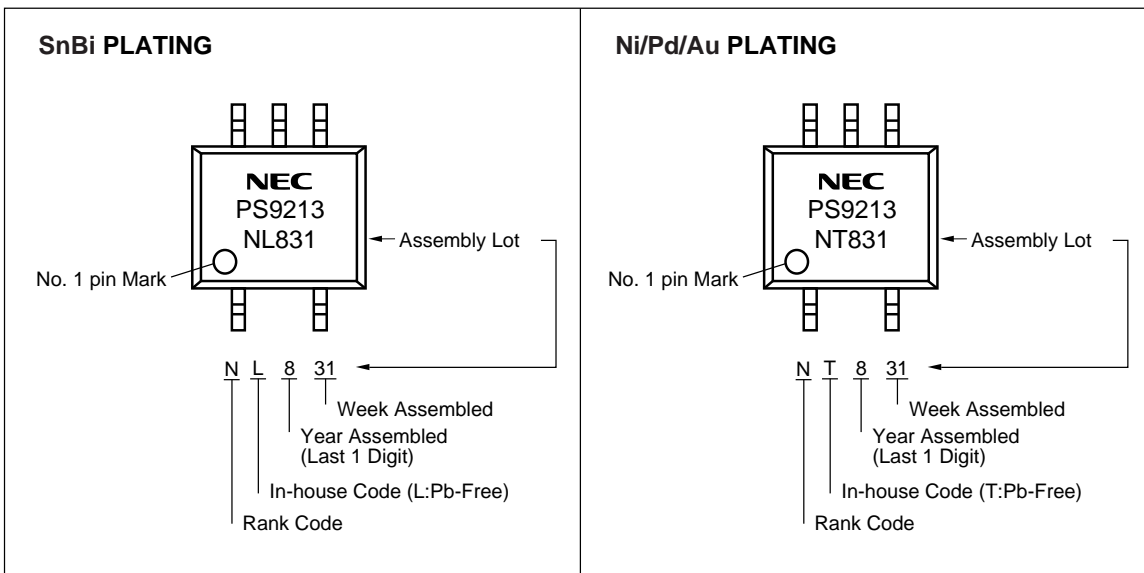 SnBi PLATING
NEC
PS9213
NL831
Assembly Lot
No. 1 pin Mark
N L 8 31
Week Assembled
Year Assembled
(Last 1 Digit)
In-house Code (L:Pb-Free)
Rank Code
Ni/Pd/Au PLATING
NEC
PS9213
NT831
Assembly Lot
No. 1 pin Mark
N T 8 31
Week Assembled
Year Assembled
(Last 1 Digit)
In-house Code (T:Pb-Free)
Rank Code